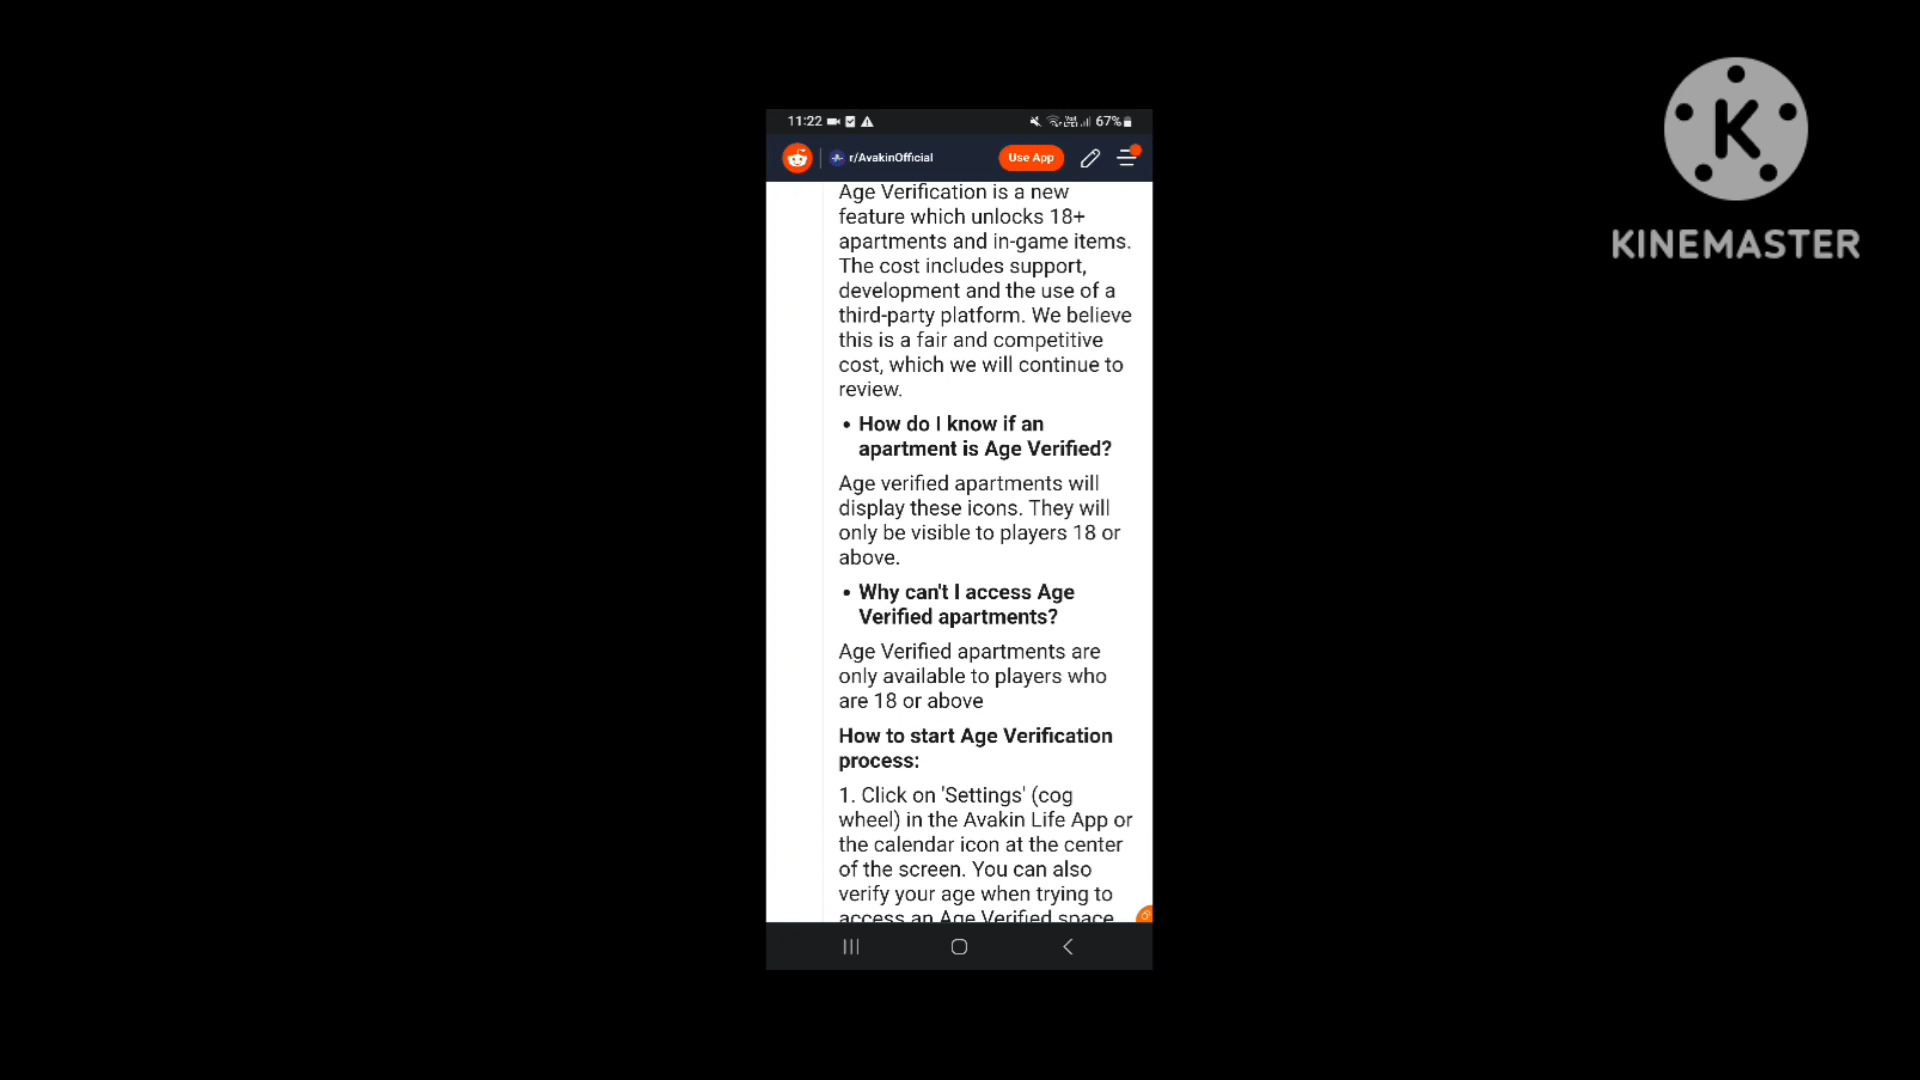 11:22
67%
r/AvakinOfficial
Use App
Age Verification is a new
feature which unlocks 18+
apartments and in-game items.
The cost includes support,
development and the use of a
third-party platform. We believe
this is a fair and competitive
cost, which we will continue to
review.
• How do I know if an
apartment is Age Verified?
Age verified apartments will
display these icons. They will
only be visible to players 18 or
above.
• Why can't I access Age
Verified apartments?
Age Verified apartments are
only available to players who
are 18 or above
How to start Age Verification
process:
1. Click on 'Settings' (cog
wheel) in the Avakin Life App or
the calendar icon at the center
of the screen. You can also
verify your age when trying to
access an Age Verified space
K
KINEMASTER